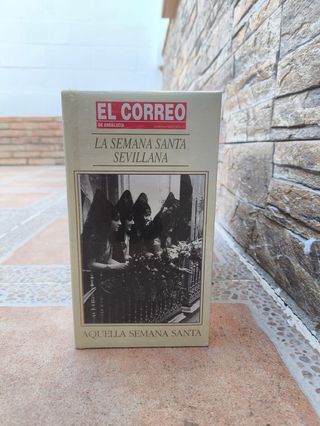 EL CORREO
DE ANDALUCIA
LA SEMANA SANTA
SEVILLANA
AQUELLA SEMANA SANTA